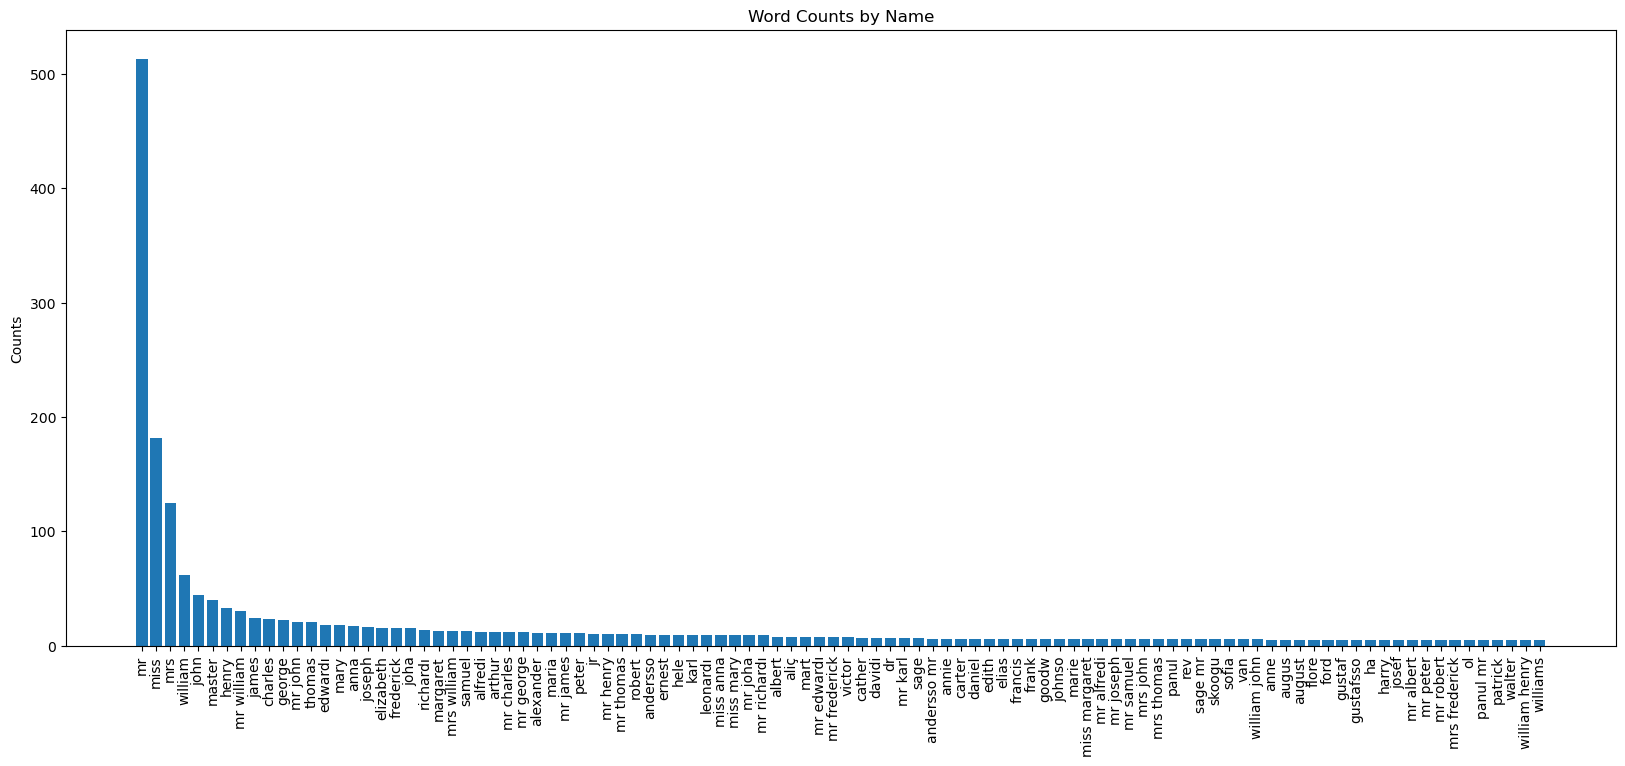 Word Counts by Name
500
400
300
200
100
0
Counts
mr
miss
mrs
william
john
master
henry
mr william
james
charles
george
mr john
thomas
edwardi
mary
anna
joseph
elizabeth
frederick
joha
richardi
margaret
mrs william
samuel
alfredi
arthur
mr charles
mr george
alexander
maria
mr james
peter
jr
mr henry
mr thomas
robert
andersso
ernest
hele
karl
leonardi
miss anna
miss mary
mr joha
mr richardi
albert
aliç
mart
mr edwardi
mr frederick
victor
cather
davidi
dr
mr karl
sage
andersso mr
annie
carter
daniel
edith
elias
francis
frank
goodw
johnso
marie
miss margaret
mr alfredi
mr joseph
mr samuel
mrs john
mrs thomas
panul
rev
sage mr
skoogu
sofia
van
william john
anne
augus
august
flore
ford
gustaf
gustafsso
ha
harry
josef
mr albert
mr peter
mr robert
mrs frederick
ol
panul mr
patrick
walter
william henry
williams